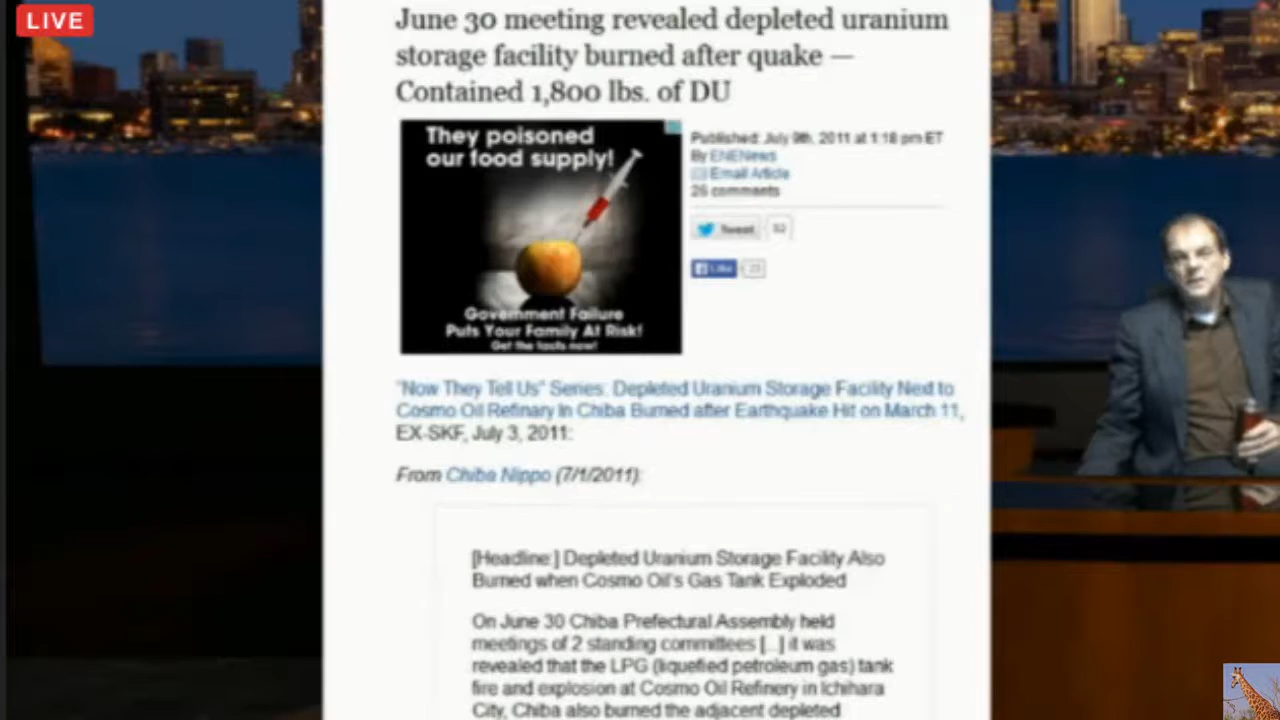 LIVE
June 30 meeting revealed depleted uranium
storage facility burned after quake —
Contained 1,800 lbs. of DU
They poisoned
our food supply!
Government Failure
Puts Your Family At Risk!
Get the facts now!
Published: July 9th, 2011 at 1:18 pm ET
By ENENews
Email Article
26 comments
Tweet
Like
"Now They Tell Us" Series: Depleted Uranium Storage Facility Next to
Cosmo Oil Refinery In Chiba Burned after Earthquake Hit on March 11,
EX-SKF, July 3, 2011:
From Chiba Nippo (7/1/2011):
[Headline:] Depleted Uranium Storage Facility Also
Burned when Cosmo Oil's Gas Tank Exploded
On June 30 Chiba Prefectural Assembly held
meetings of 2 standing committees [...] it was
revealed that the LPG (liquefied petroleum gas) tank
fire and explosion at Cosmo Oil Refinery in Ichihara
City, Chiba also burned the adjacent depleted